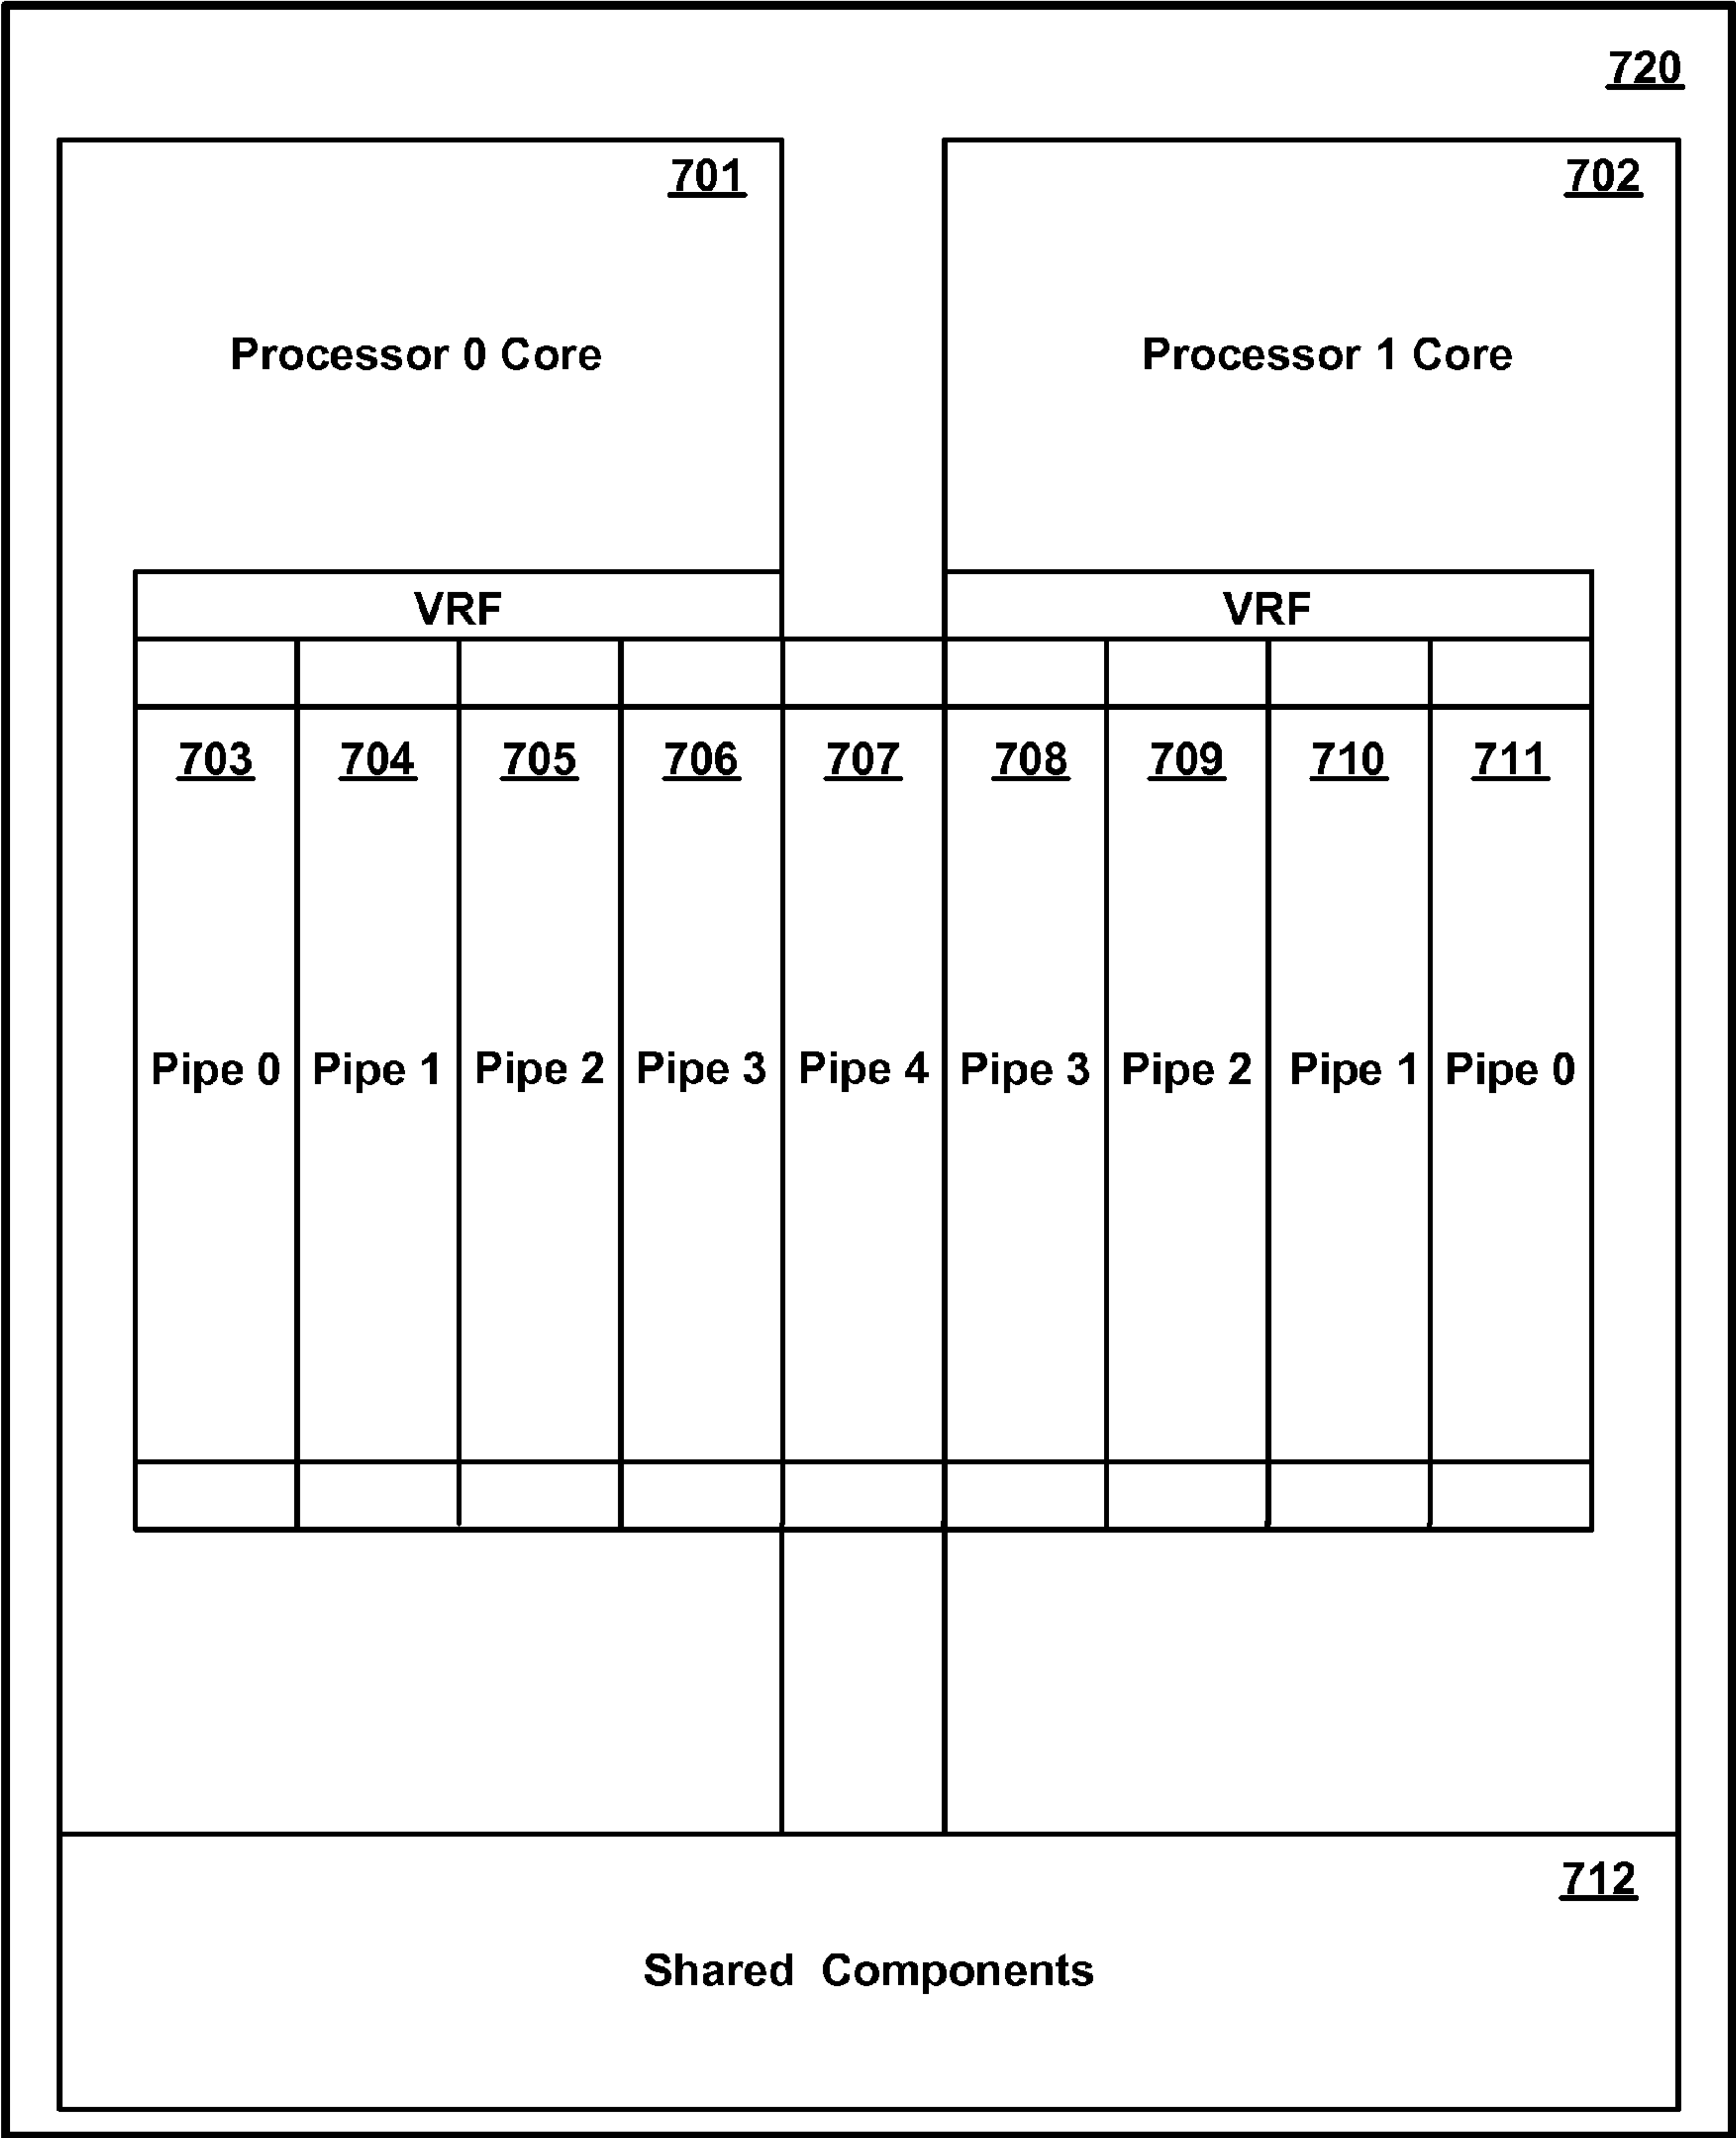 720
701 702
Processor 0 Core Processor 1 Core
VRF VRF
703 704 705 706 707 708 709 710 711
Pipe 0 Pipe 1 Pipe 2 Pipe 3 Pipe 4 Pipe 3 Pipe 2 Pipe 1 Pipe 0
712
Shared Components